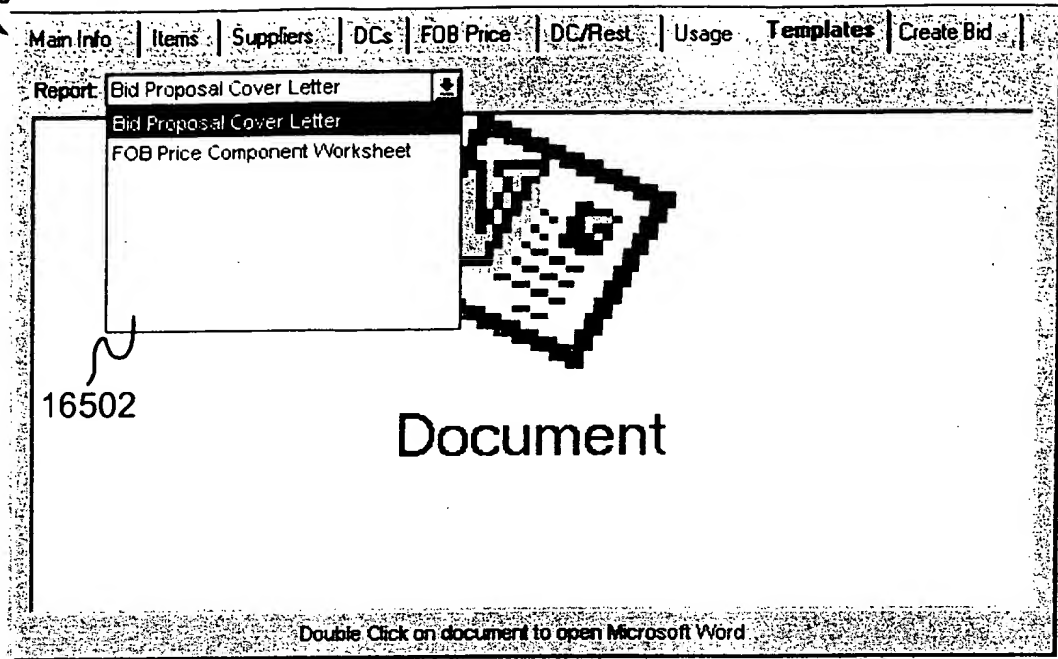 Main Info Items Suppliers DCs FOB Price DC/Rest. Usage Templates Create Bid
Report: Bid Proposal Cover Letter
Bid Proposal Cover Letter
FOB Price Component Worksheet
16502
Document
Double Click on document to open Microsoft Word